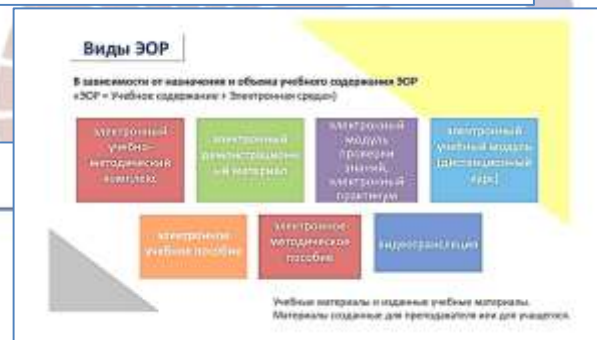 Виды ЭОР
В зависимости от назначения и объема учебного содержания ЭОР
«ЭОР = Учебное содержание + Электронная среда»)
электронный
учебно-
методический
комплекс
электронный
демонстрационн
ый материал
электронный
модуль
проверки
знаний,
электронный
практикум
электронный
учебный модуль
(дистанционный
курс)
электронное
учебное пособие
электронное
методическое
пособие
видеотрансляция
Учебные материалы и изданные учебные материалы.
Материалы созданные для преподавателя или для учащегося.